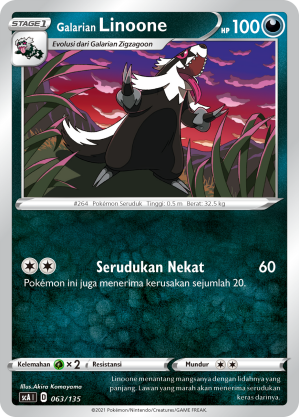 STAGE 1 Galarian Linoone HP 100
Evolusi dari Galarian Zigzagoon
#264 Pokémon Seruduk Tinggi: 0.5 m Berat: 32.5 kg
Serudukan Nekat 60
Pokémon ini juga menerima kerusakan sejumlah 20.
Kelemahan ×2 Resistansi Mundur
Illus. Akira Komayama
Linoone menantang mangsanya dengan lidahnya yang
panjang. Lawan yang marah akan menerima serudukan
keras darinya.
sc1 I D 063/135
©2021 Pokémon/Nintendo/Creatures/GAME FREAK.